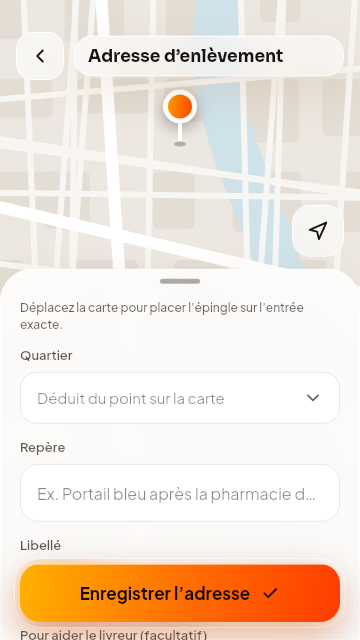 Adresse d'enlèvement
Déplacez la carte pour placer l'épingle sur l'entrée
exacte.
Quartier
Déduit du point sur la carte
Repère
Ex. Portail bleu après la pharmacie d...
Libellé
Enregistrer l'adresse
Pour aider le livreur (facultatif)